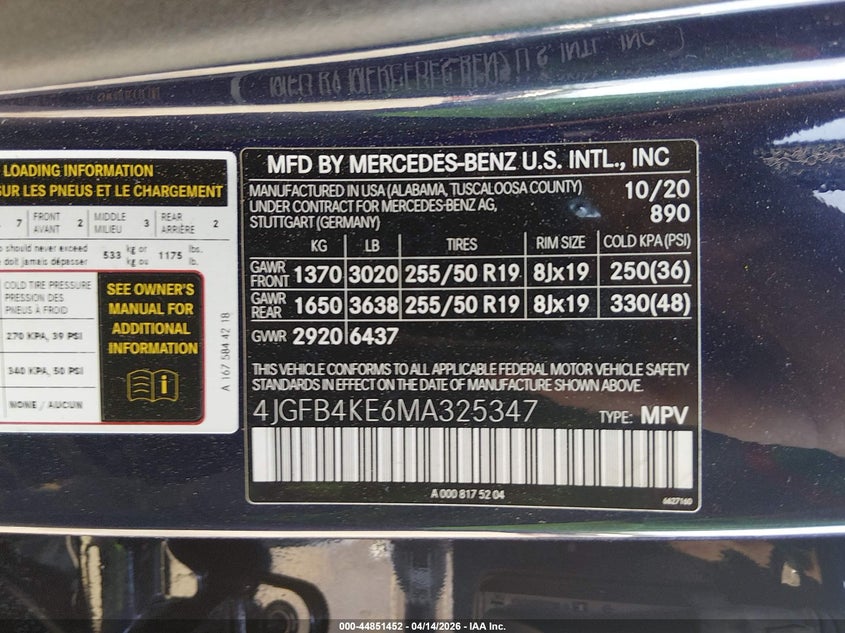 LOADING INFORMATION
SUR LES PNEUS ET LE CHARGEMENT
7 FRONT AVANT 2 MIDDLE MILIEU 3 REAR ARRIÈRE 2
should never exceed 533 kg or 1175 lbs.
doit jamais dépasser kg ou lb.
COLD TIRE PRESSURE
PRESSION DES
PNEUS À FROID
270 KPA, 39 PSI
340 KPA, 50 PSI
NONE / AUCUN
SEE OWNER'S
MANUAL FOR
ADDITIONAL
INFORMATION
A 167 584 42 18
MFD BY MERCEDES-BENZ U.S. INTL., INC
MANUFACTURED IN USA (ALABAMA, TUSCALOOSA COUNTY) 10/20
UNDER CONTRACT FOR MERCEDES-BENZ AG, 890
STUTTGART (GERMANY)
KG LB TIRES RIM SIZE COLD KPA (PSI)
GAWR FRONT 1370 3020 255/50 R19 8Jx19 250(36)
GAWR REAR 1650 3638 255/50 R19 8Jx19 330(48)
GVWR 2920 6437
THIS VEHICLE CONFORMS TO ALL APPLICABLE FEDERAL MOTOR VEHICLE SAFETY
STANDARDS IN EFFECT ON THE DATE OF MANUFACTURE SHOWN ABOVE.
4JGFB4KE6MA325347 TYPE: MPV
A 000 817 52 04
6627160
000-44851452 - 04/14/2026 - IAA Inc.